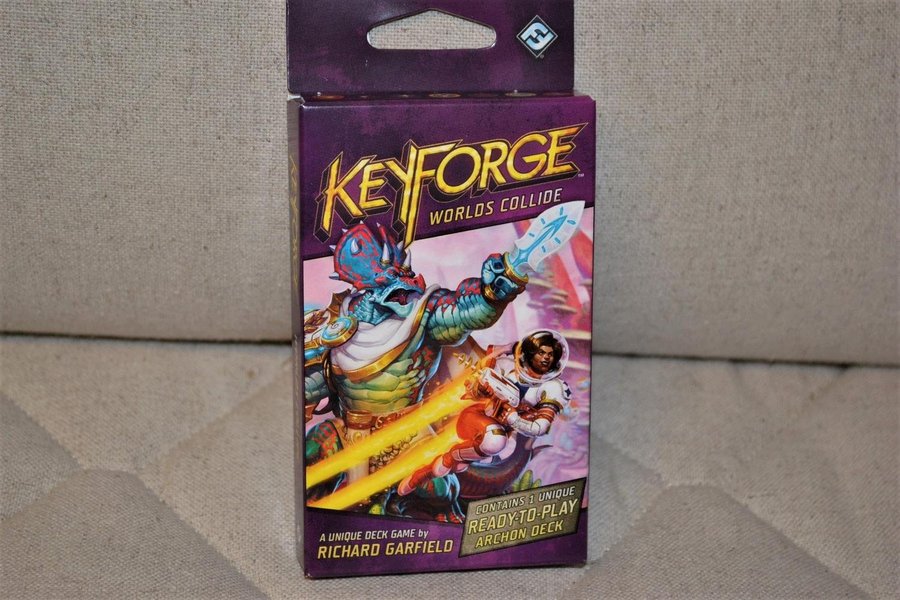 KEYFORGE
WORLDS COLLIDE
CONTAINS 1 UNIQUE
READY-TO-PLAY
ARCHON DECK
A UNIQUE DECK GAME by
RICHARD GARFIELD